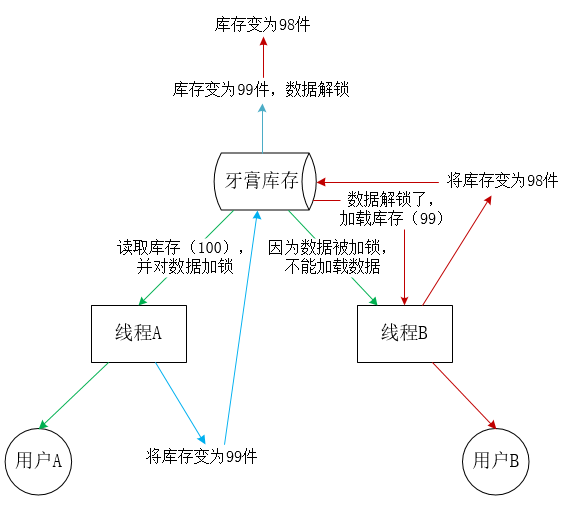 库存变为98件
库存变为99件，数据解锁
牙膏库存
将库存变为98件
数据解锁了，
加载库存（99）
读取库存（100），
并对数据加锁
因为数据被加锁，
不能加载数据
线程A
线程B
将库存变为99件
用户A
用户B